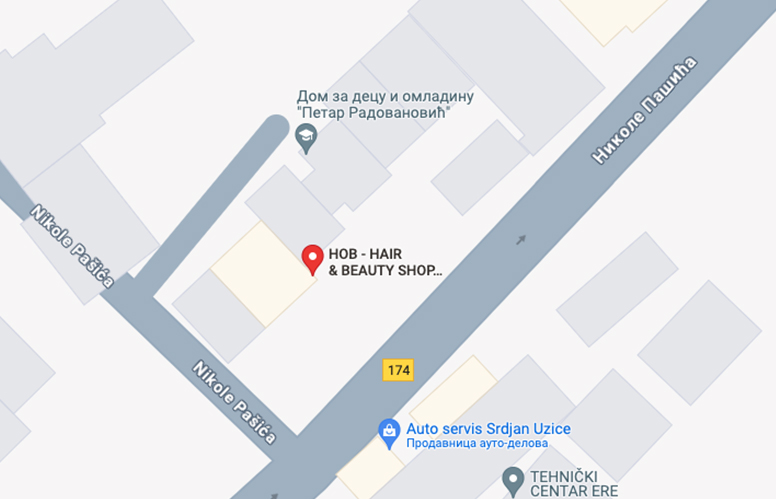 Дом за децу и омладину
"Петар Радовановић"
Николе Пашића
Nikole Pašića
HOB - HAIR
& BEAUTY SHOP...
174
Nikole Pašića
Auto servis Srdjan Uzice
Продавница ауто-делова
TEHNIČKI
CENTAR ERE